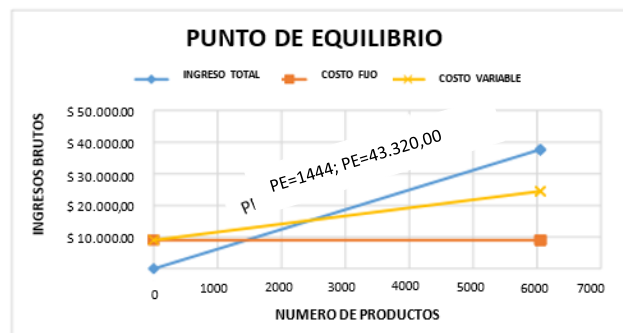 PUNTO DE EQUILIBRIO
INGRESO TOTAL COSTO FIJO COSTO VARIABLE
INGRESOS BRUTOS
$ 50.000.00
$ 40.000.00
$ 30.000.00
$ 20.000,00
$ 10.000.00
PE=1444; PE=43.320,00
0 1000 2000 3000 4000 5000 6000 7000
NUMERO DE PRODUCTOS